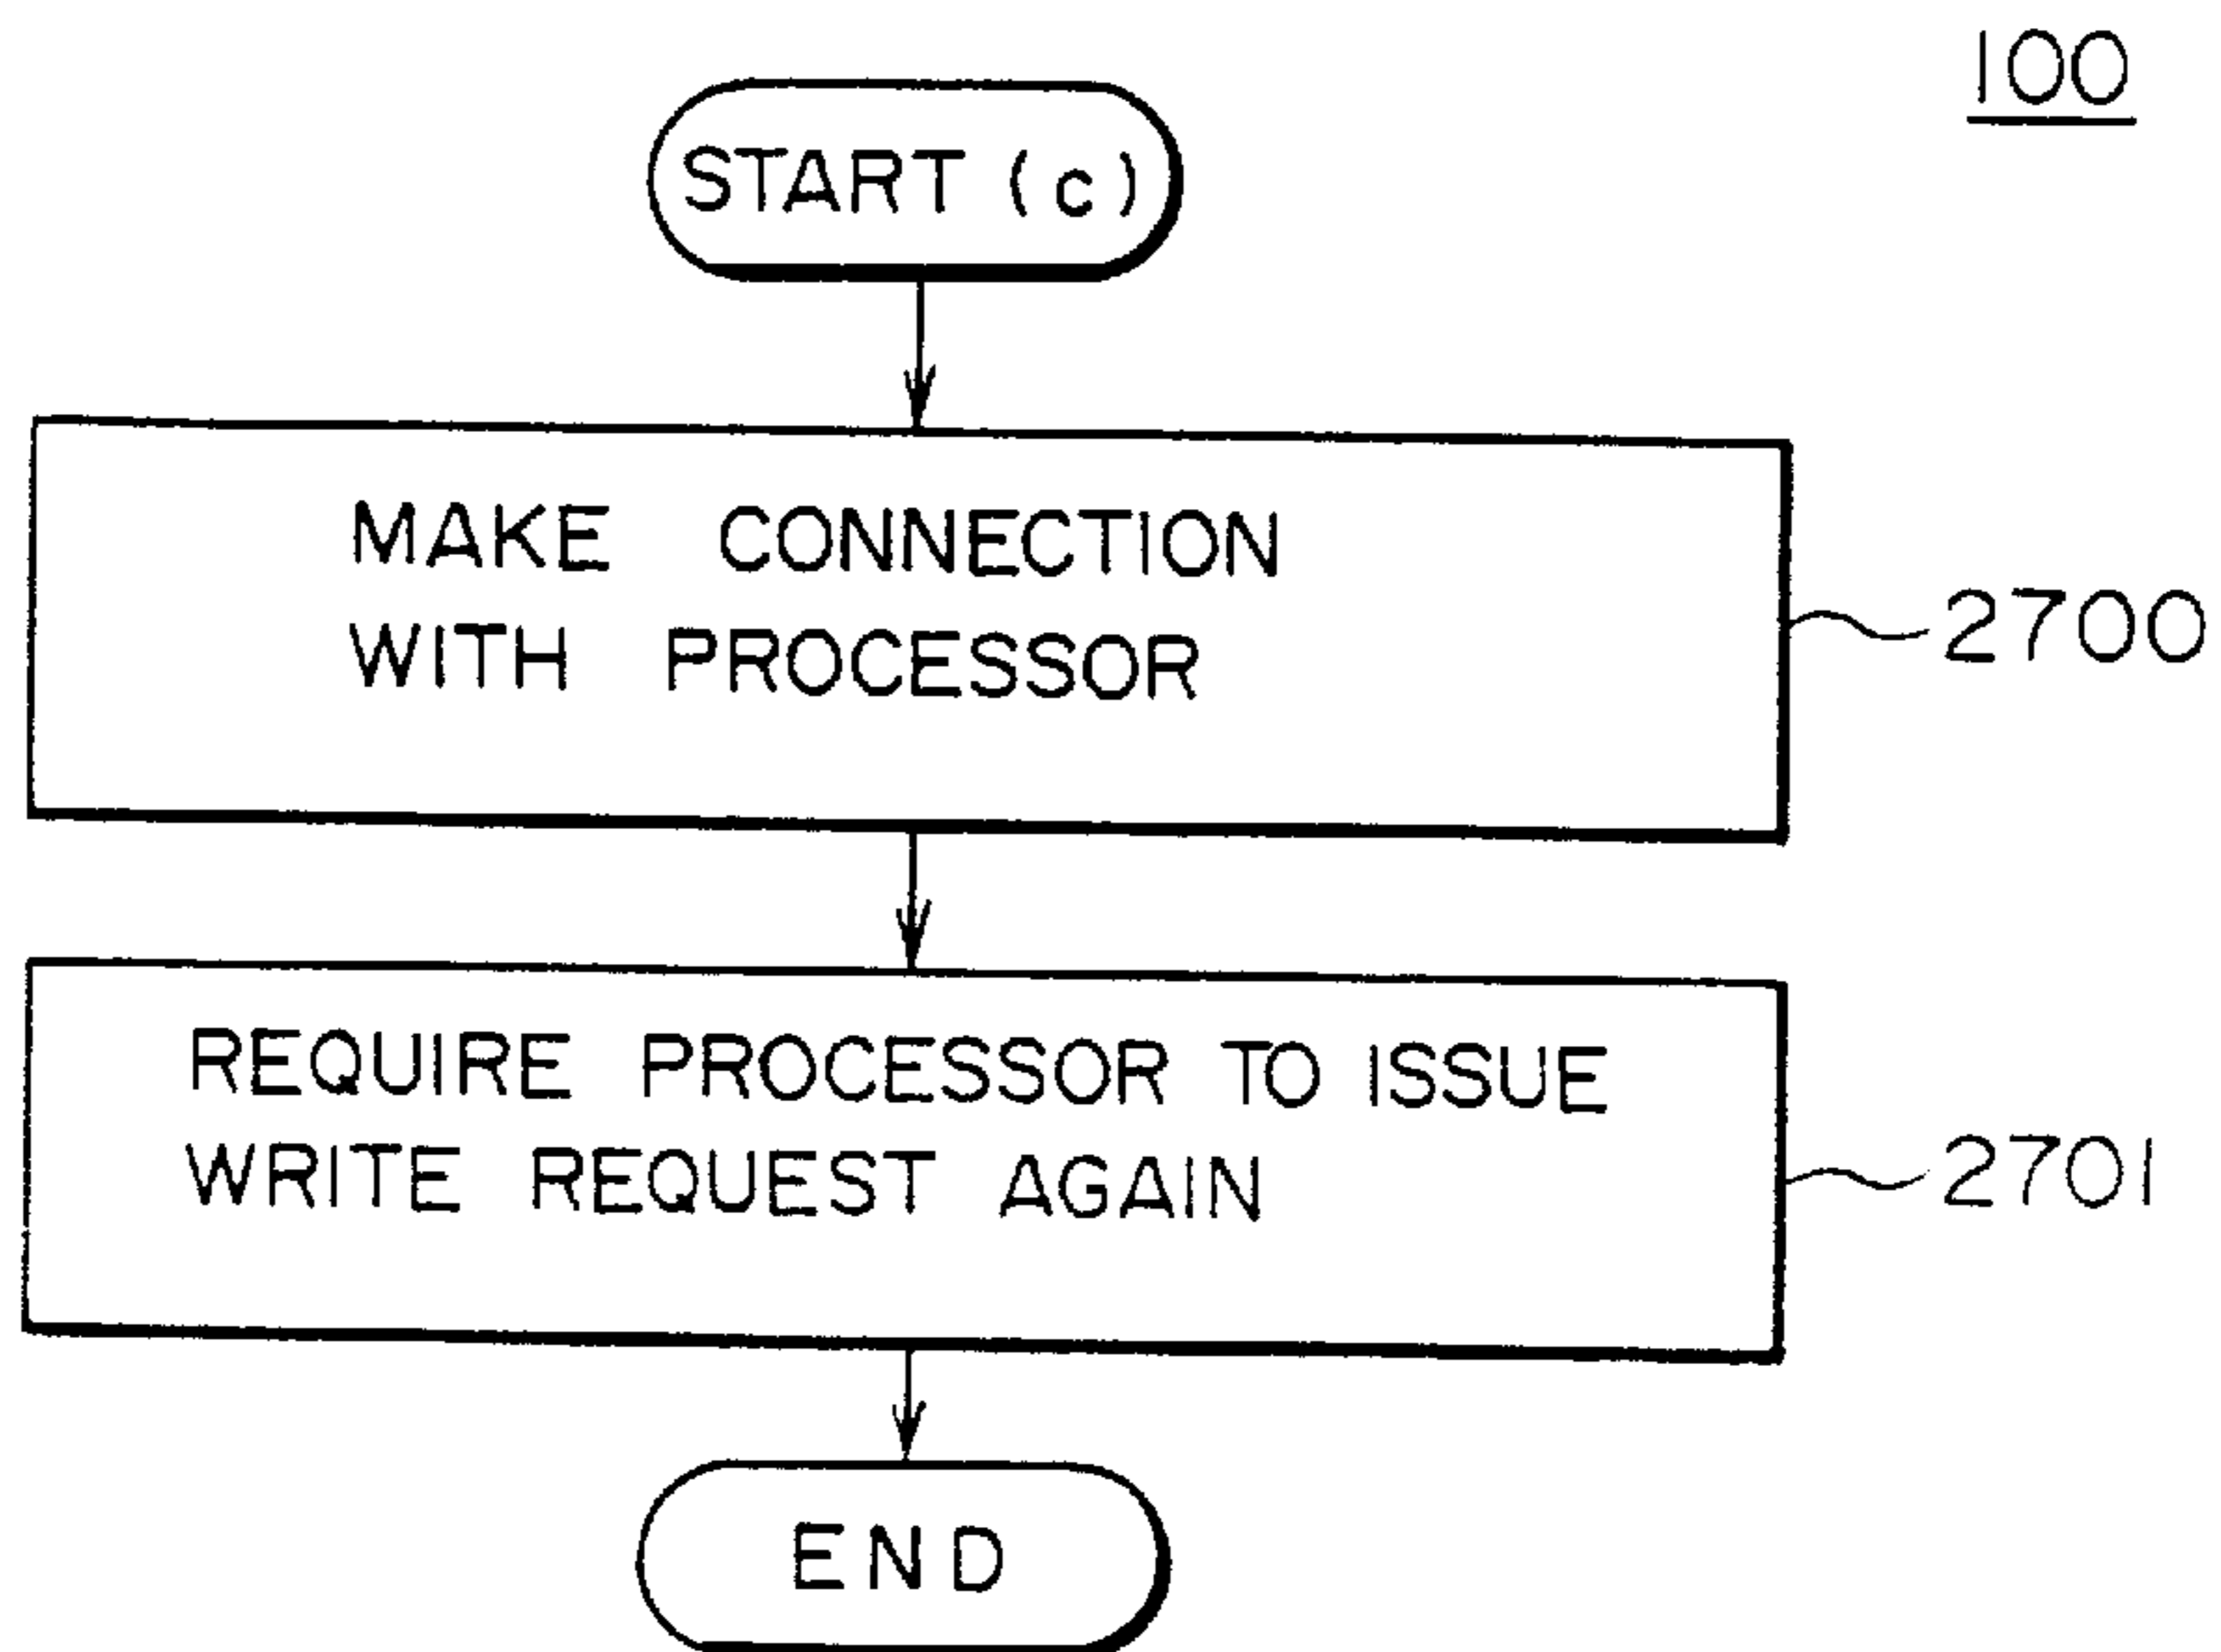 100
START (c)
MAKE CONNECTION
WITH PROCESSOR
2700
REQUIRE PROCESSOR TO ISSUE
WRITE REQUEST AGAIN
2701
END